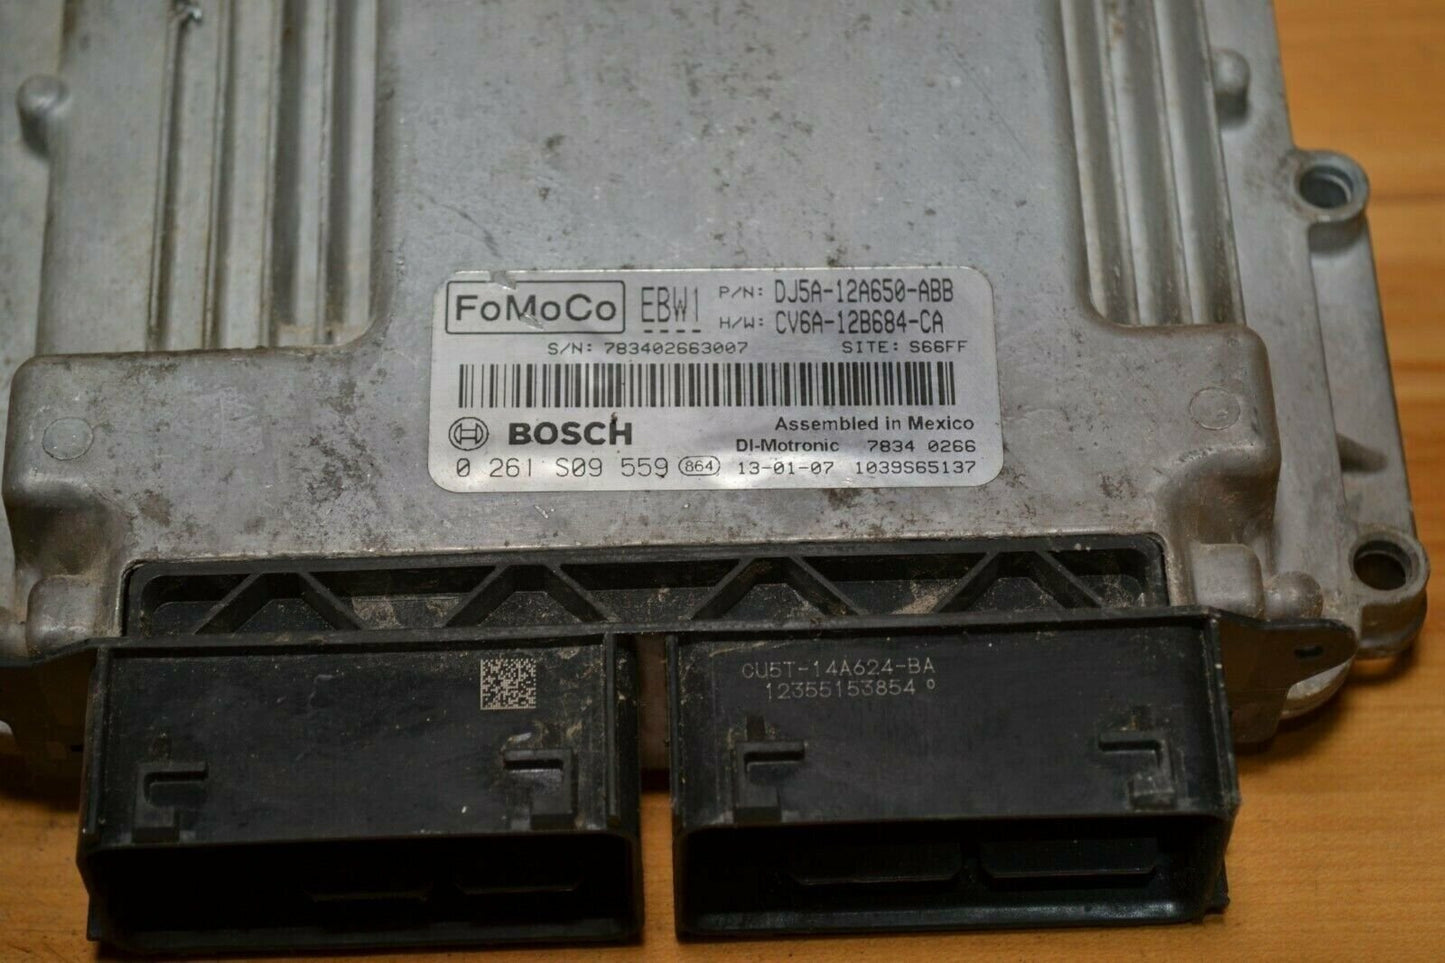 FoMoCo EBW1 P/N: DJ5A-12A650-ABB
H/W: CV6A-12B684-CA
S/N: 783402663007 SITE: S66FF
Assembled in Mexico
BOSCH DI-Motronic 7834 0266
0 261 S09 559 864 13-01-07 1039S65137
CU5T-14A624-BA
12355153854